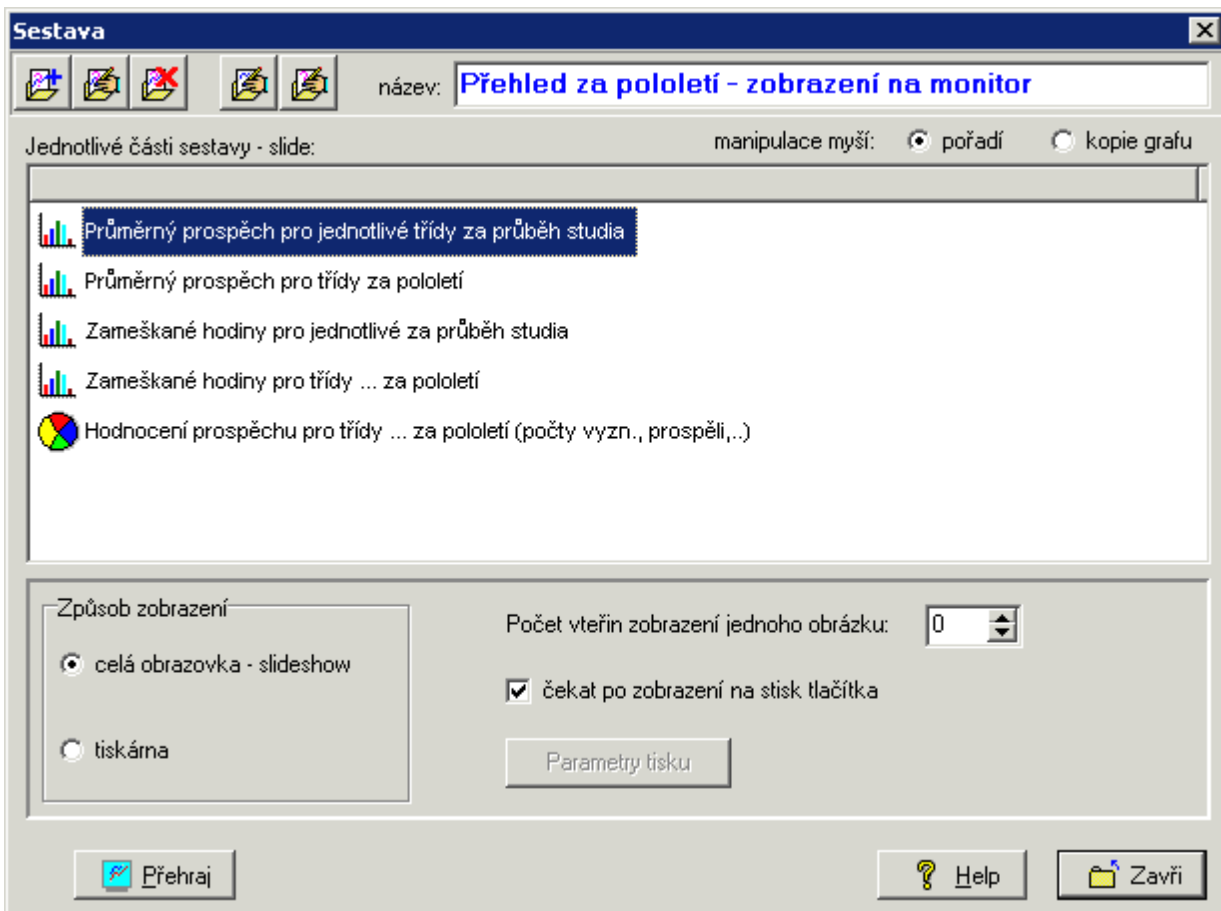 Sestava
název: Přehled za pololetí - zobrazení na monitor
Jednotlivé části sestavy - slide: manipulace myší: pořadí kopie grafu
Průměrný prospěch pro jednotlivé třídy za průběh studia
Průměrný prospěch pro třídy za pololetí
Zameškané hodiny pro jednotlivé za průběh studia
Zameškané hodiny pro třídy ... za pololetí
Hodnocení prospěchu pro třídy ... za pololetí (počty vyzn., prospěli,..)
Způsob zobrazení
celá obrazovka - slideshow
tiskárna
Počet vteřin zobrazení jednoho obrázku: 0
čekat po zobrazení na stisk tlačítka
Parametry tisku
Přehraj Help Zavři